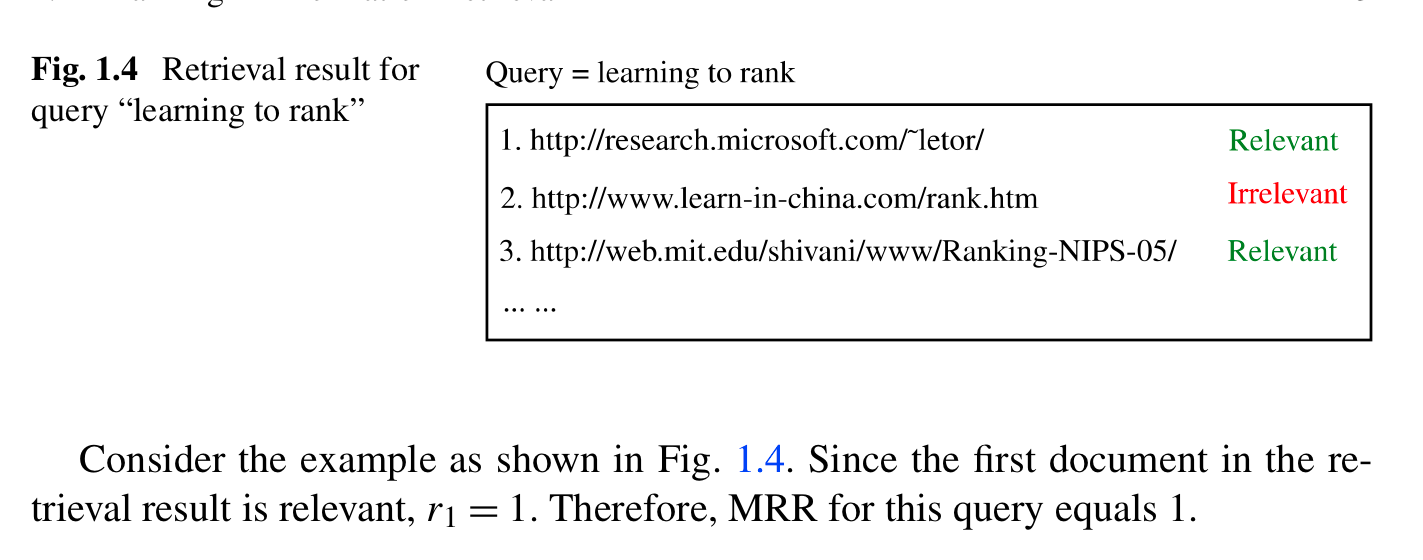 Fig. 1.4 Retrieval result for
query “learning to rank”
Query = learning to rank
1. http://research.microsoft.com/~letor/ Relevant
2. http://www.learn-in-china.com/rank.htm Irrelevant
3. http://web.mit.edu/shivani/www/Ranking-NIPS-05/ Relevant
... ...
Consider the example as shown in Fig. 1.4. Since the first document in the re-
trieval result is relevant, r₁ = 1. Therefore, MRR for this query equals 1.